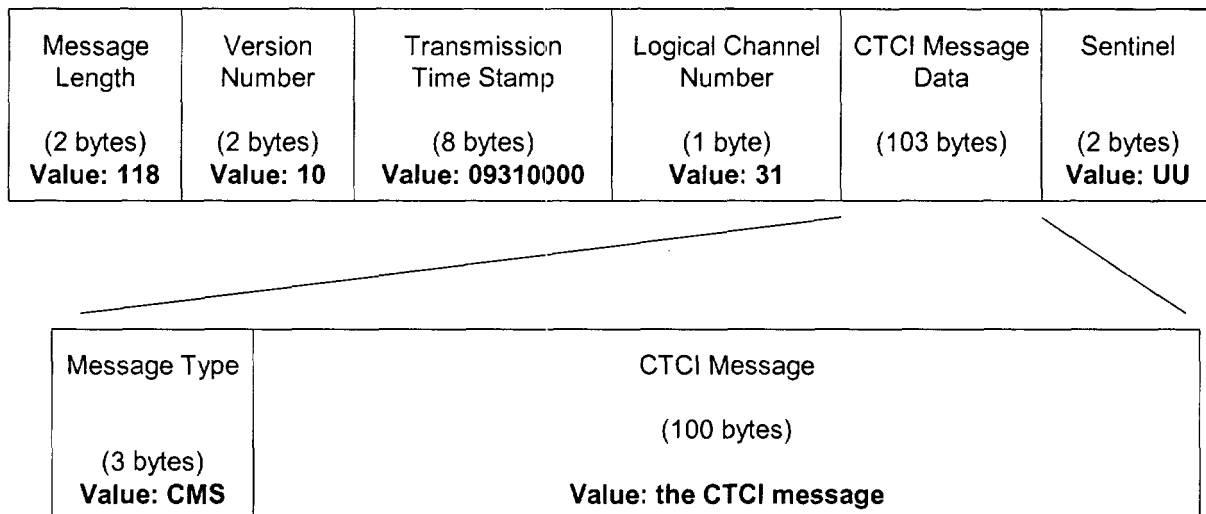 Message Length
Version Number
Transmission Time Stamp
Logical Channel Number
CTCI Message Data
Sentinel
(2 bytes)
(2 bytes)
(8 bytes)
(1 byte)
(103 bytes)
(2 bytes)
Value: 118
Value: 10
Value: 09310000
Value: 31
Value: UU
Message Type
CTCI Message
(100 bytes)
(3 bytes)
Value: CMS
Value: the CTCI message